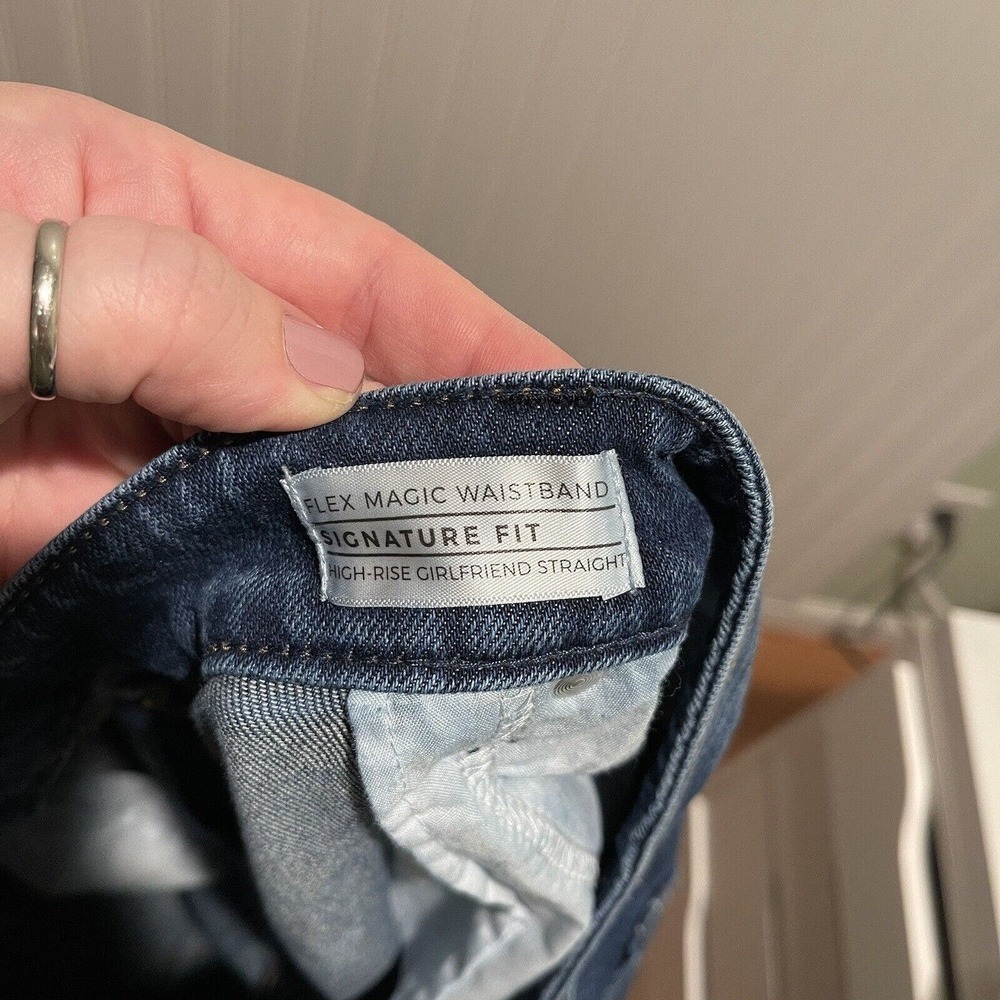 FLEX MAGIC WAISTBAND
SIGNATURE FIT
HIGH-RISE GIRLFRIEND STRAIGHT